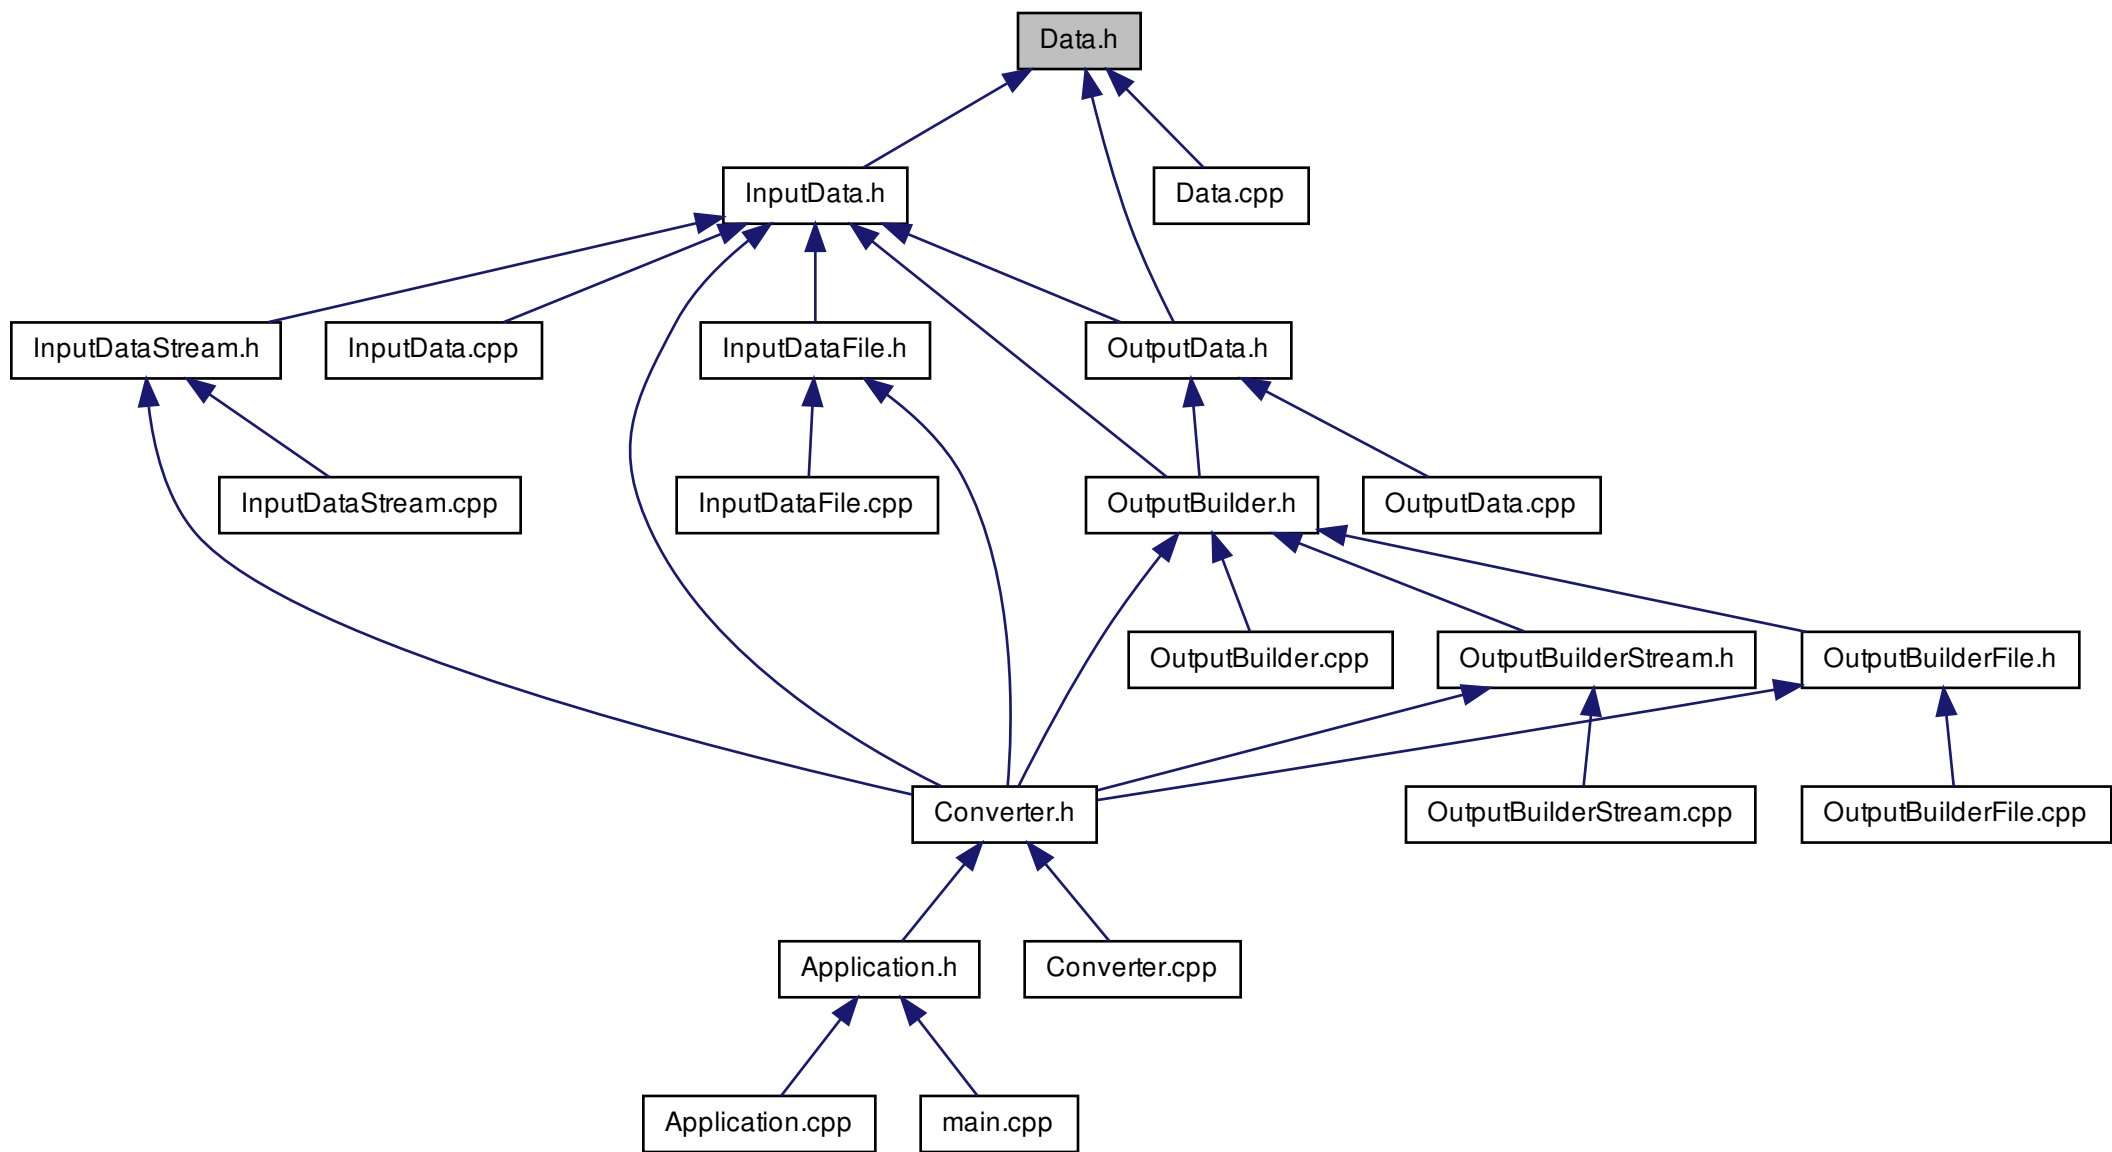 Data.h
InputData.h
Data.cpp
InputDataStream.h
InputData.cpp
InputDataFile.h
OutputData.h
InputDataStream.cpp
InputDataFile.cpp
OutputBuilder.h
OutputData.cpp
OutputBuilder.cpp
OutputBuilderStream.h
OutputBuilderFile.h
Converter.h
OutputBuilderStream.cpp
OutputBuilderFile.cpp
Application.h
Converter.cpp
Application.cpp
main.cpp